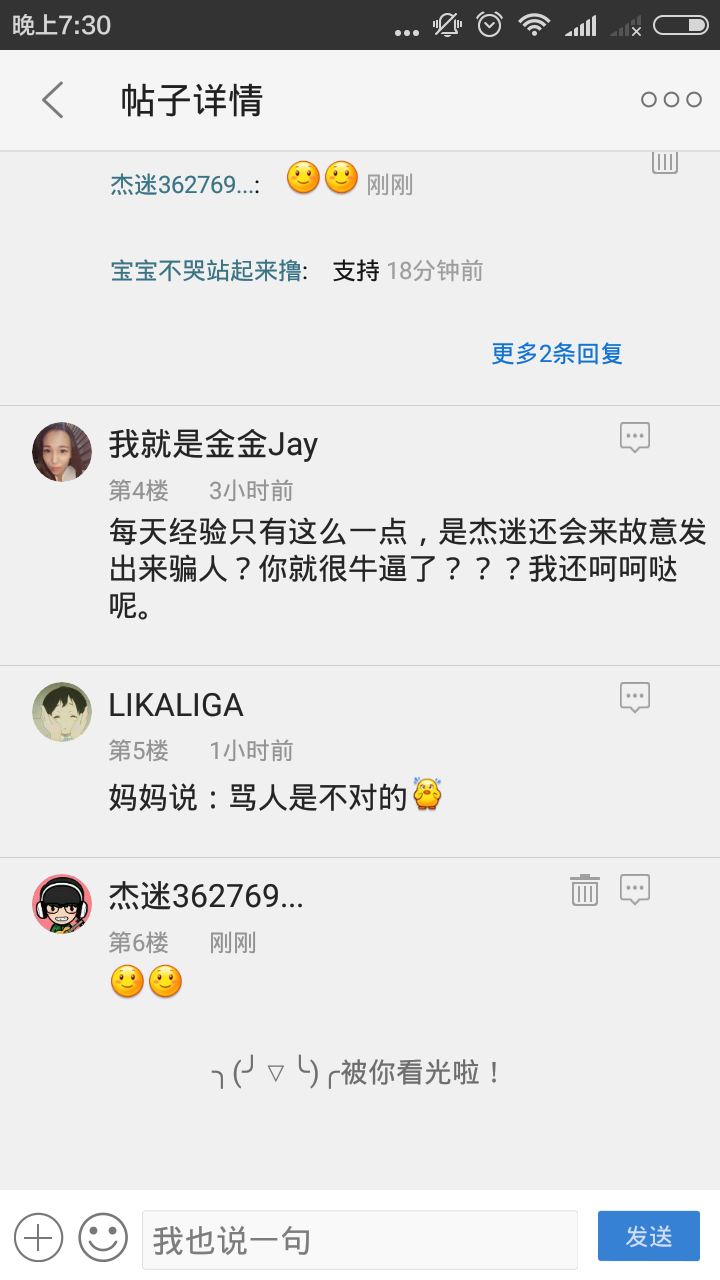 晚上7:30
帖子详情
杰迷362769...: 刚刚
宝宝不哭站起来撸: 支持 18分钟前
更多2条回复
我就是金金Jay
第4楼 3小时前
每天经验只有这么一点，是杰迷还会来故意发
出来骗人？你就很牛逼了？？？我还呵呵哒
呢。
LIKALIGA
第5楼 1小时前
妈妈说：骂人是不对的
杰迷362769...
第6楼 刚刚
╮(╯▽╰)╭被你看光啦！
我也说一句
发送